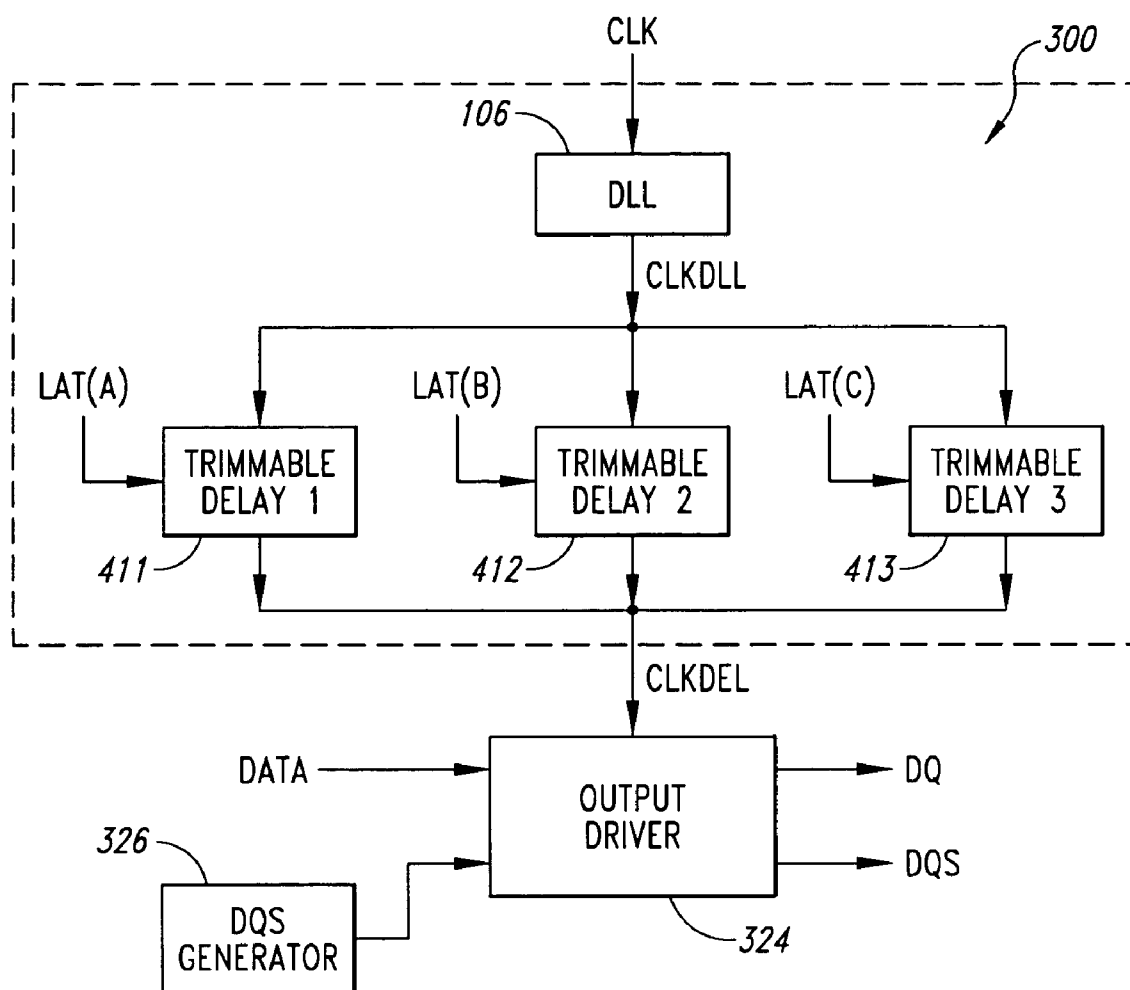 CLK
300
106
DLL
CLKDLL
LAT(A)
LAT(B)
LAT(C)
TRIMMABLE
DELAY 1
TRIMMABLE
DELAY 2
TRIMMABLE
DELAY 3
411
412
413
CLKDEL
DATA
OUTPUT
DRIVER
DQ
DQS
326
DQS
GENERATOR
324